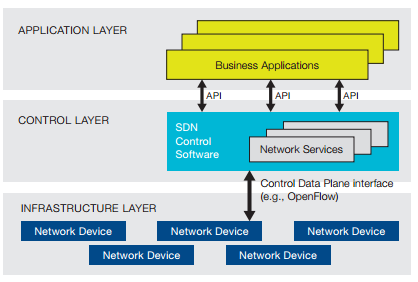 APPLICATION LAYER
Business Applications
API
API
API
CONTROL LAYER
SDN
Control
Software
Network Services
Control Data Plane interface
(e.g., OpenFlow)
INFRASTRUCTURE LAYER
Network Device
Network Device
Network Device
Network Device
Network Device